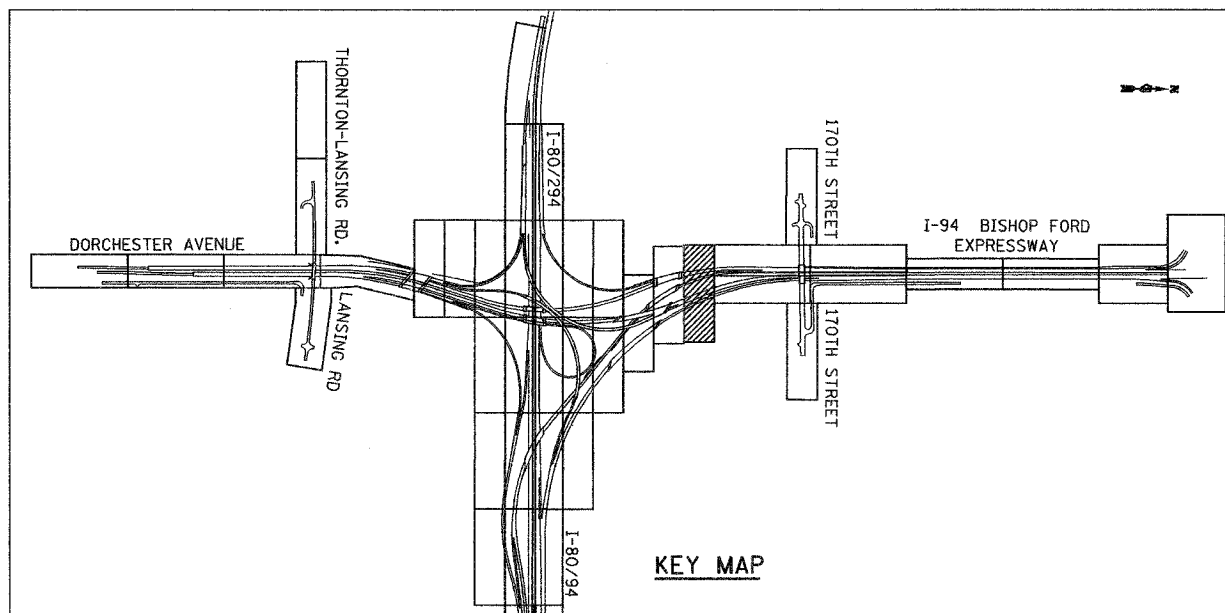 THORNTON-LANSING RD.
I-80/294
170TH STREET
I-94 BISHOP FORD
EXPRESSWAY
DORCHESTER AVENUE
LANSING RD
170TH STREET
I-80/94
KEY MAP